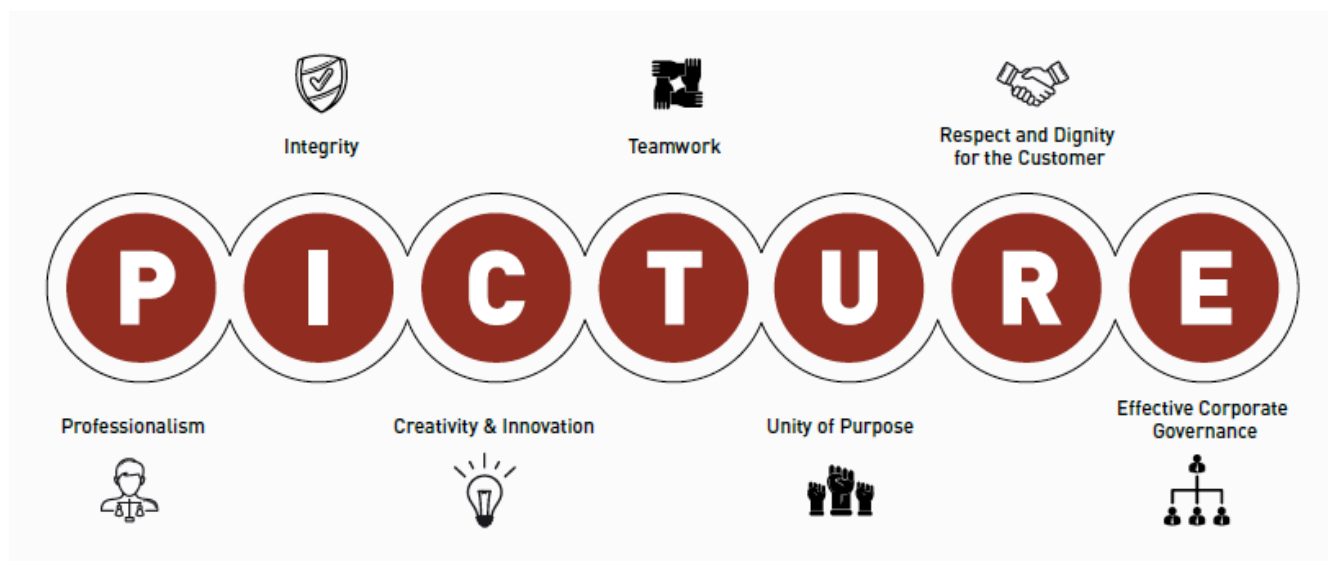 Integrity
Teamwork
Respect and Dignity
for the Customer
P I C T U R E
Professionalism
Creativity & Innovation
Unity of Purpose
Effective Corporate
Governance